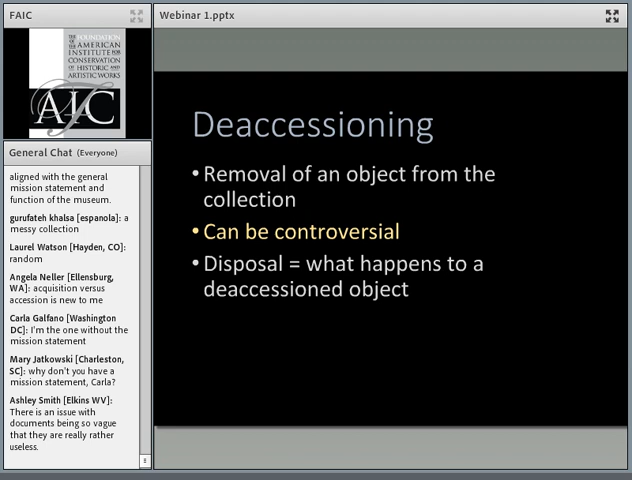 FAIC
THE FOUNDATION
OF THE AMERICAN
INSTITUTE FOR
CONSERVATION
OF HISTORIC AND
ARTISTIC WORKS
AIC
General Chat (Everyone)
aligned with the general
mission statement and
function of the museum.
gurufateh khalsa [espanola]: a
messy collection
Laurel Watson [Hayden, CO]:
random
Angela Neller [Ellensburg,
WA]: acquisition versus
accession is new to me
Carla Galfano [Washington
DC]: I'm the one without the
mission statement
Mary Jatkowski [Charleston,
SC]: why don't you have a
mission statement, Carla?
Ashley Smith [Elkins WV]:
There is an issue with
documents being so vague
that they are really rather
useless.
Webinar 1.pptx
Deaccessioning
• Removal of an object from the
collection
• Can be controversial
• Disposal = what happens to a
deaccessioned object